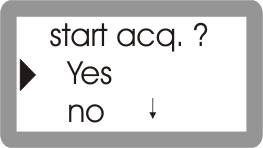 start acq. ?
Yes
no ↓